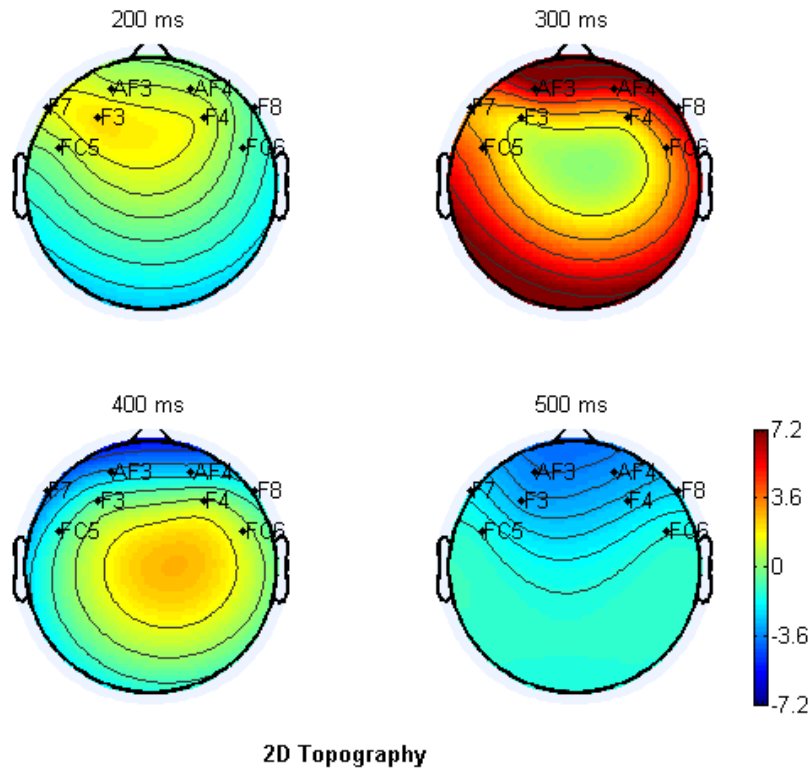 200 ms
300 ms
AF3 AF4
F7 F8
F3 F4
FC5 FC6
AF3 AF4
F7 F8
F3 F4
FC5 FC6
400 ms
500 ms
AF3 AF4
F7 F8
F3 F4
FC5 FC6
AF3 AF4
F7 F8
F3 F4
FC5 FC6
7.2
3.6
0
-3.6
-7.2
2D Topography